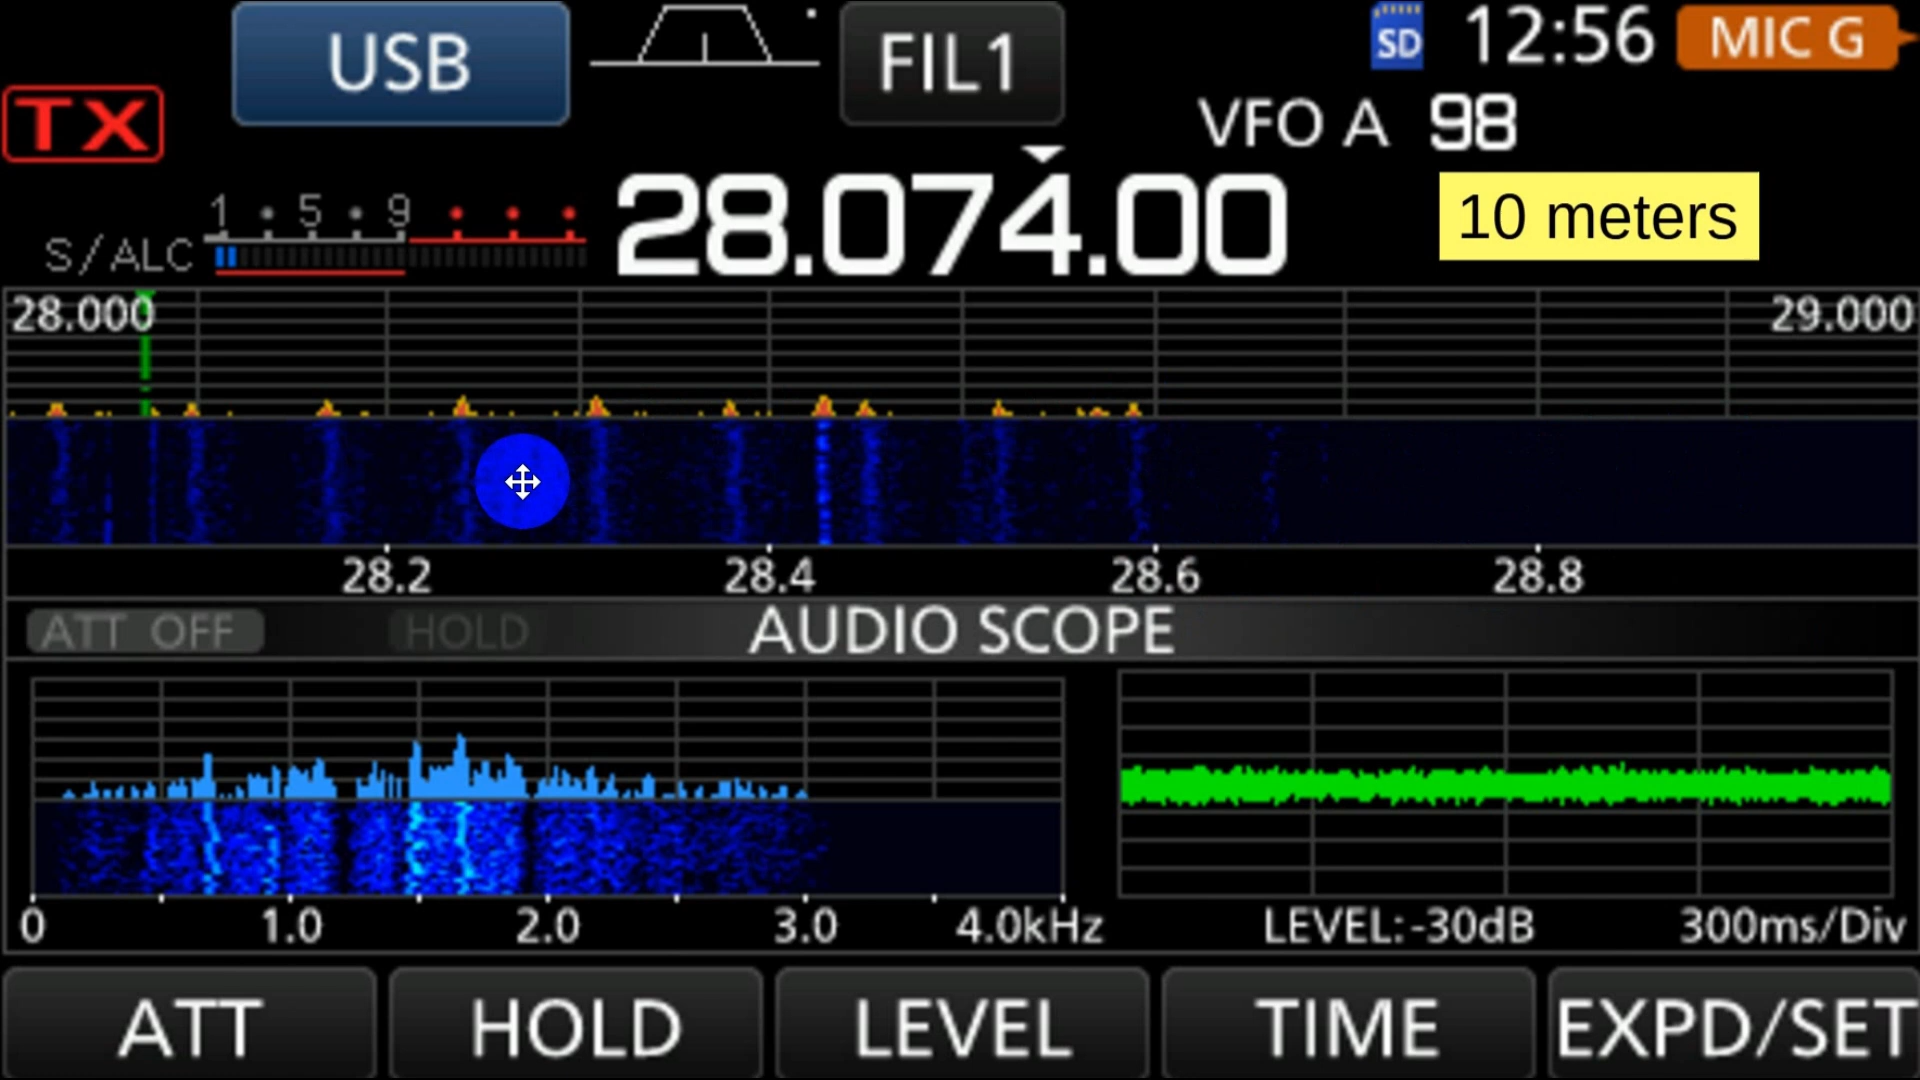 USB FIL1 SD 12:56 MIC G
TX VFO A 98
1 • 5 • 9
S/ALC 28.074.00 10 meters
28.000 29.000
28.2 28.4 28.6 28.8
ATT OFF HOLD AUDIO SCOPE
0 1.0 2.0 3.0 4.0kHz LEVEL:-30dB 300ms/Div
ATT HOLD LEVEL TIME EXPD/SET